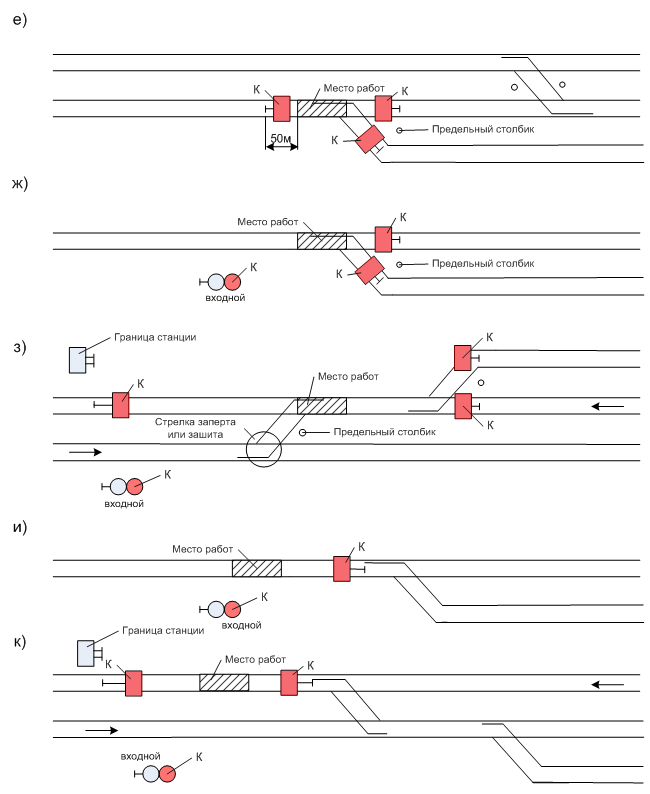 е)
К
Место работ
К
50м
К
Предельный столбик
ж)
Место работ
К
К
Предельный столбик
К
входной
з)
Граница станции
К
К
Место работ
К
Стрелка заперта
или зашита
Предельный столбик
К
входной
и)
Место работ
К
К
входной
к)
Граница станции
К
Место работ
К
входной
К